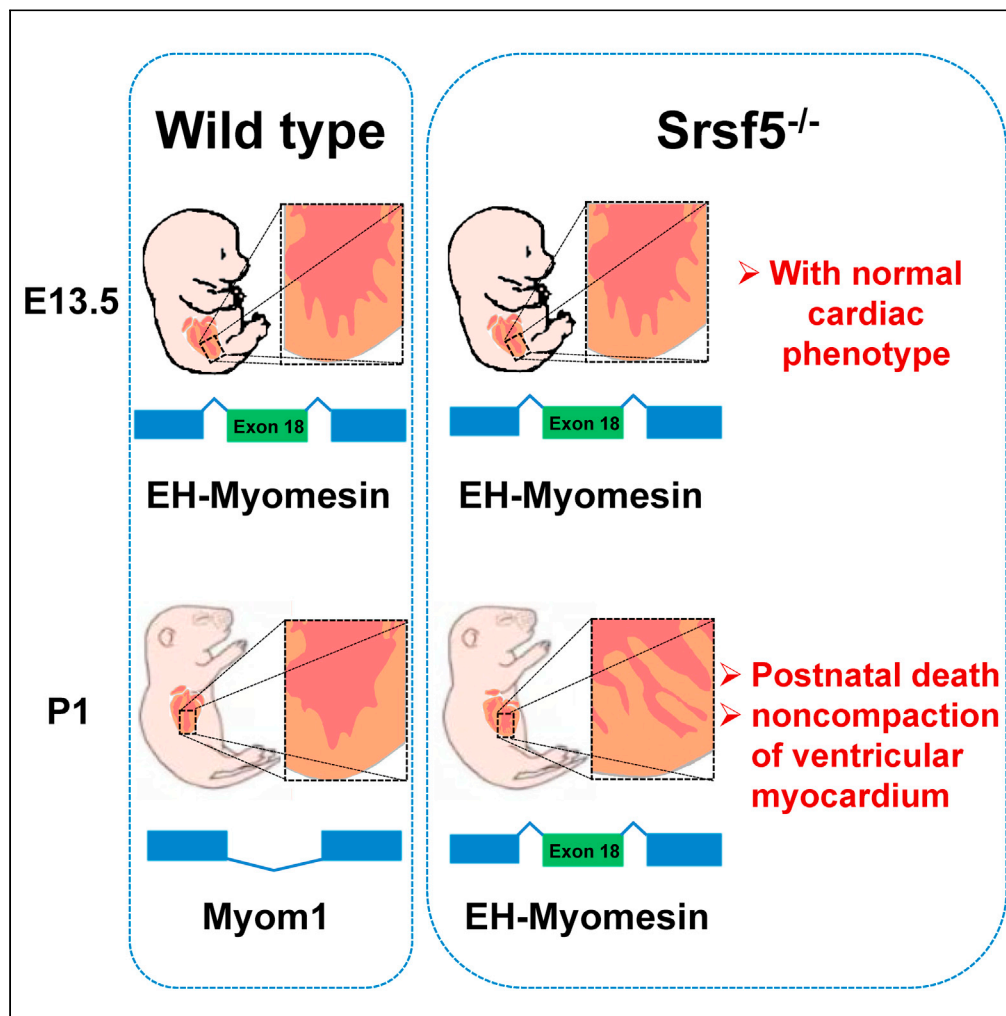 Wild type
Srsf5-/-
E13.5
➢ With normal
cardiac
phenotype
Exon 18
Exon 18
EH-Myomesin
EH-Myomesin
P1
➢ Postnatal death
➢ noncompaction
of ventricular
myocardium
Exon 18
Myom1
EH-Myomesin